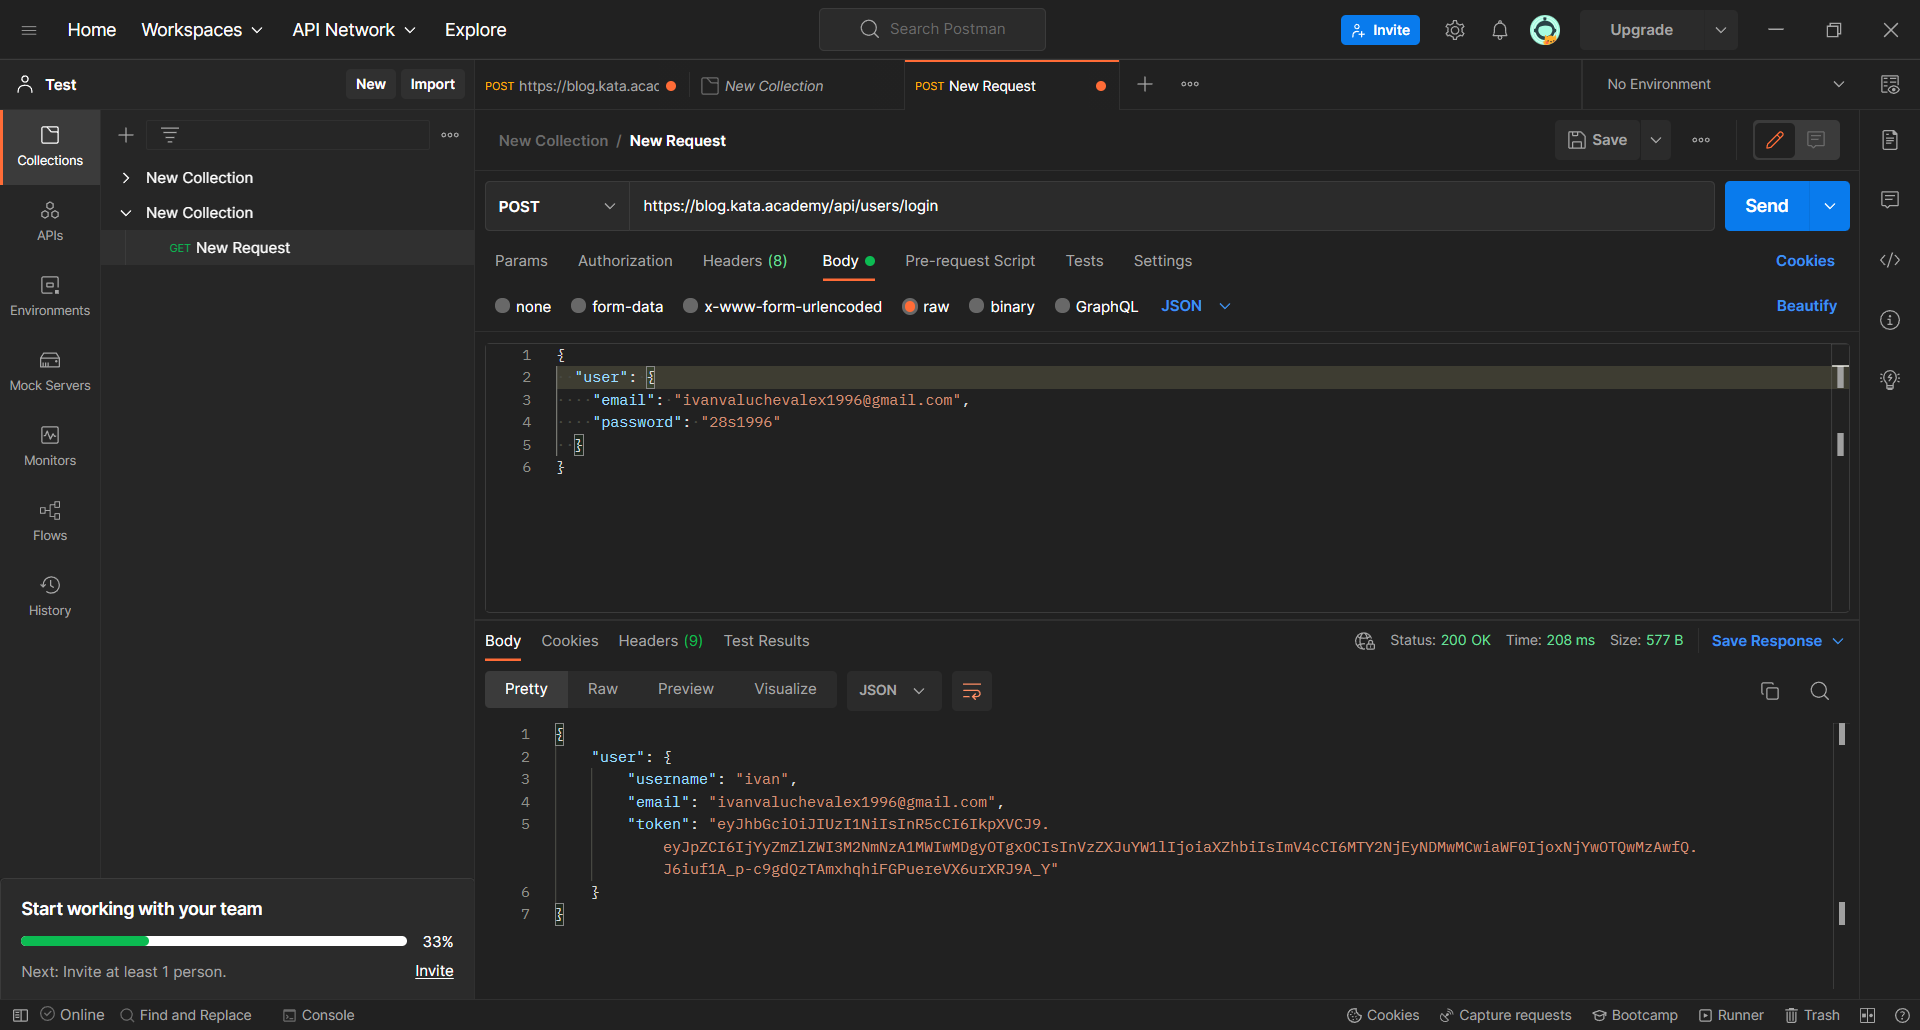 Home Workspaces API Network Explore Search Postman Invite Upgrade
Test New Import POST https://blog.kata.acac New Collection POST New Request No Environment
Collections
APIs
Environments
Mock Servers
Monitors
Flows
History
New Collection
New Collection
GET New Request
Start working with your team
33%
Next: Invite at least 1 person. Invite
New Collection / New Request Save
POST https://blog.kata.academy/api/users/login Send
Params Authorization Headers (8) Body Pre-request Script Tests Settings Cookies
none form-data x-www-form-urlencoded raw binary GraphQL JSON Beautify
1 {
2 "user": {
3 "email": "ivanvaluchevalex1996@gmail.com",
4 "password": "28s1996"
5 }
6 }
Body Cookies Headers (9) Test Results Status: 200 OK Time: 208 ms Size: 577 B Save Response
Pretty Raw Preview Visualize JSON
1 {
2 "user": {
3 "username": "ivan",
4 "email": "ivanvaluchevalex1996@gmail.com",
5 "token": "eyJhbGciOiJIUzI1NiIsInR5cCI6IkpXVCJ9.
eyJpZCI6IjYyZmZlZWI3M2NmNzA1MWIwMDgyOTgxOCIsInVzZXJuYW1lIjoiaXZhbiIsImV4cCI6MTY2NjEyNDMwMCwiaWF0IjoxNjYwOTQwMzAwfQ.
J6iuf1A_p-c9gdQzTAmxhqhiFGPuereVX6urXRJ9A_Y"
6 }
7 }
Online Find and Replace Console Cookies Capture requests Bootcamp Runner Trash